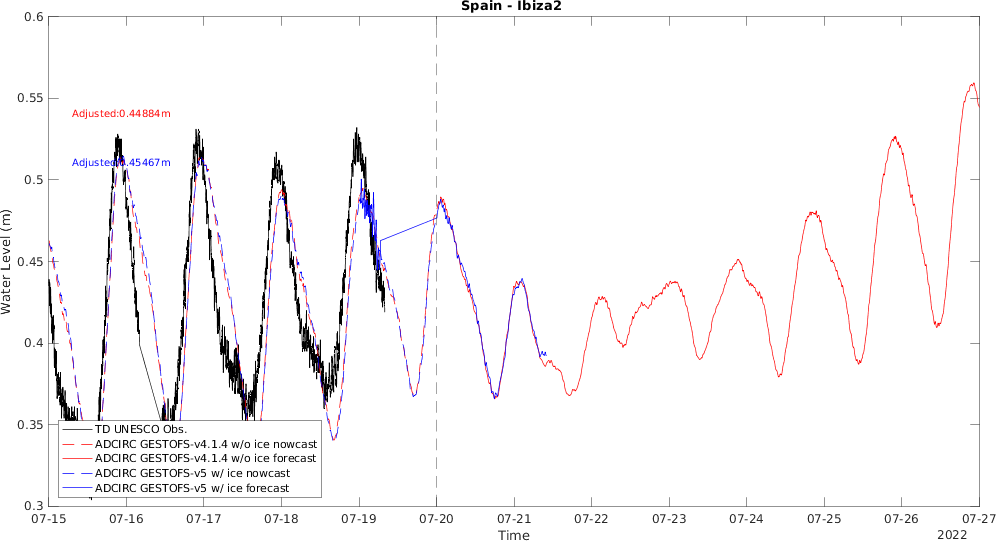 Spain - Ibiza2
0.6
0.55
0.5
0.45
0.4
0.35
0.3
Water Level (m)
Adjusted:0.44884m
Adjusted:0.45467m
TD UNESCO Obs.
ADCIRC GESTOFS-v4.1.4 w/o ice nowcast
ADCIRC GESTOFS-v4.1.4 w/o ice forecast
ADCIRC GESTOFS-v5 w/ ice nowcast
ADCIRC GESTOFS-v5 w/ ice forecast
07-15 07-16 07-17 07-18 07-19 07-20 07-21 07-22 07-23 07-24 07-25 07-26 07-27
Time
2022